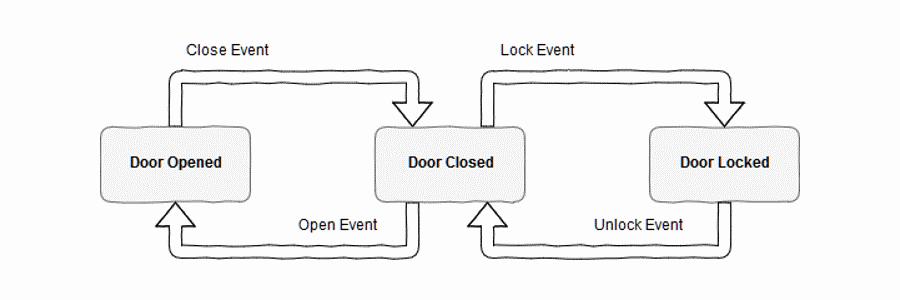 Close Event
Lock Event
Door Opened
Door Closed
Door Locked
Open Event
Unlock Event